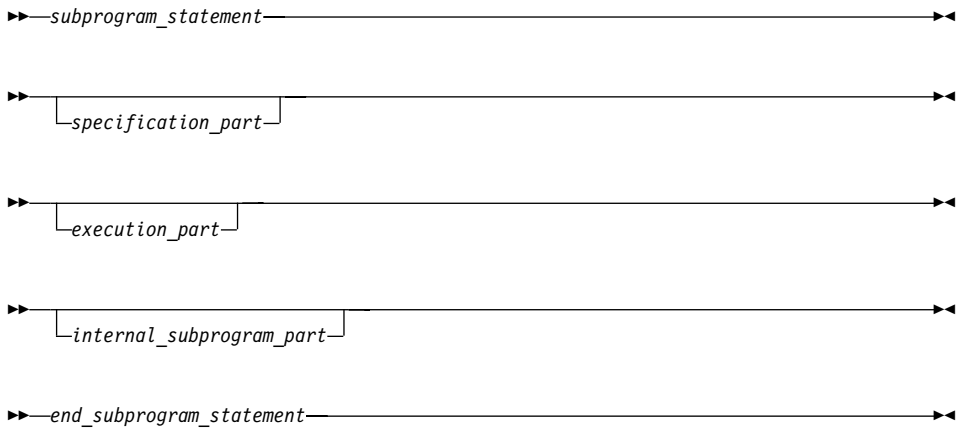 subprogram_statement
specification_part
execution_part
internal_subprogram_part
end_subprogram_statement